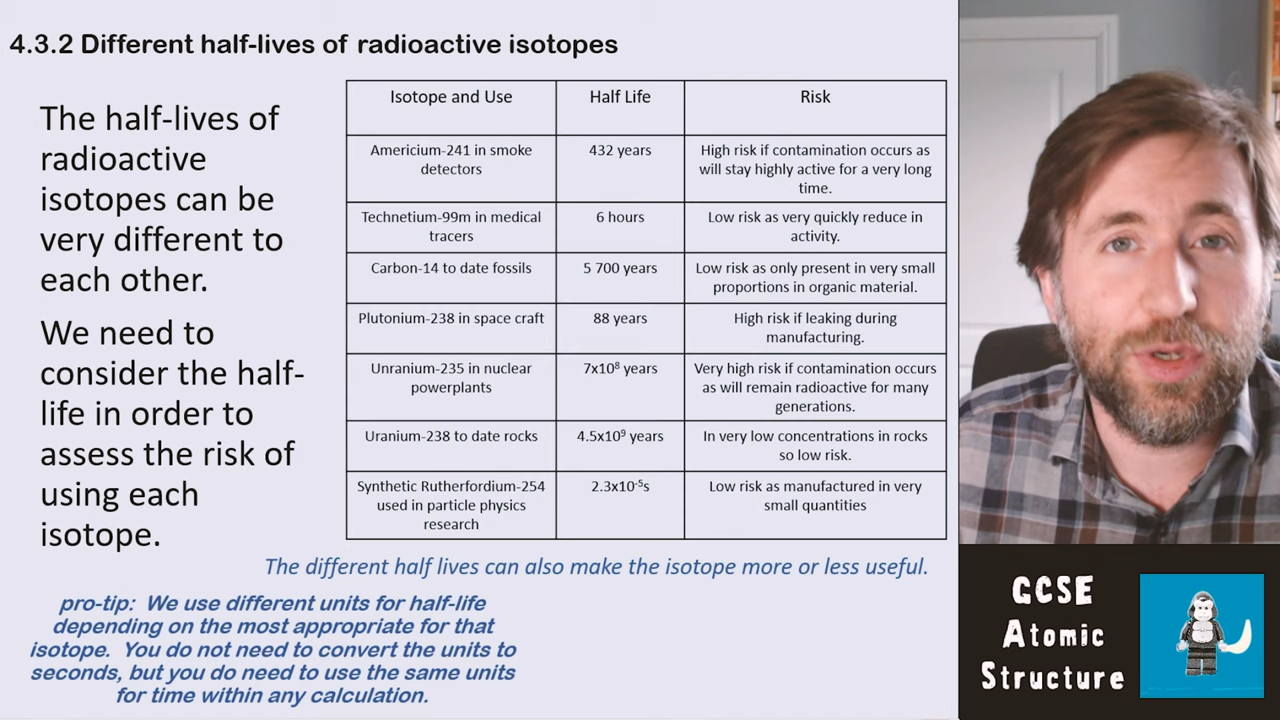 4.3.2 Different half-lives of radioactive isotopes
The half-lives of
radioactive
isotopes can be
very different to
each other.
We need to
consider the half-
life in order to
assess the risk of
using each
isotope.
Isotope and Use
Half Life
Risk
Americium-241 in smoke
detectors
432 years
High risk if contamination occurs as
will stay highly active for a very long
time.
Technetium-99m in medical
tracers
6 hours
Low risk as very quickly reduce in
activity.
Carbon-14 to date fossils
5 700 years
Low risk as only present in very small
proportions in organic material.
Plutonium-238 in space craft
88 years
High risk if leaking during
manufacturing.
Unranium-235 in nuclear
powerplants
7x10⁸ years
Very high risk if contamination occurs
as will remain radioactive for many
generations.
Uranium-238 to date rocks
4.5x10⁹ years
In very low concentrations in rocks
so low risk.
Synthetic Rutherfordium-254
used in particle physics
research
2.3x10⁻⁵s
Low risk as manufactured in very
small quantities
The different half lives can also make the isotope more or less useful.
pro-tip: We use different units for half-life
depending on the most appropriate for that
isotope. You do not need to convert the units to
seconds, but you do need to use the same units
for time within any calculation.
GCSE
Atomic
Structure